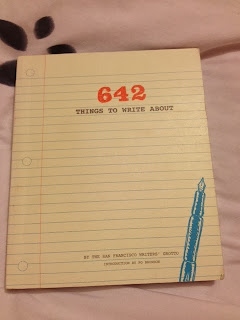 642
THINGS TO WRITE ABOUT
BY THE SAN FRANCISCO WRITERS' GROTTO
INTRODUCTION BY PO BRONSON